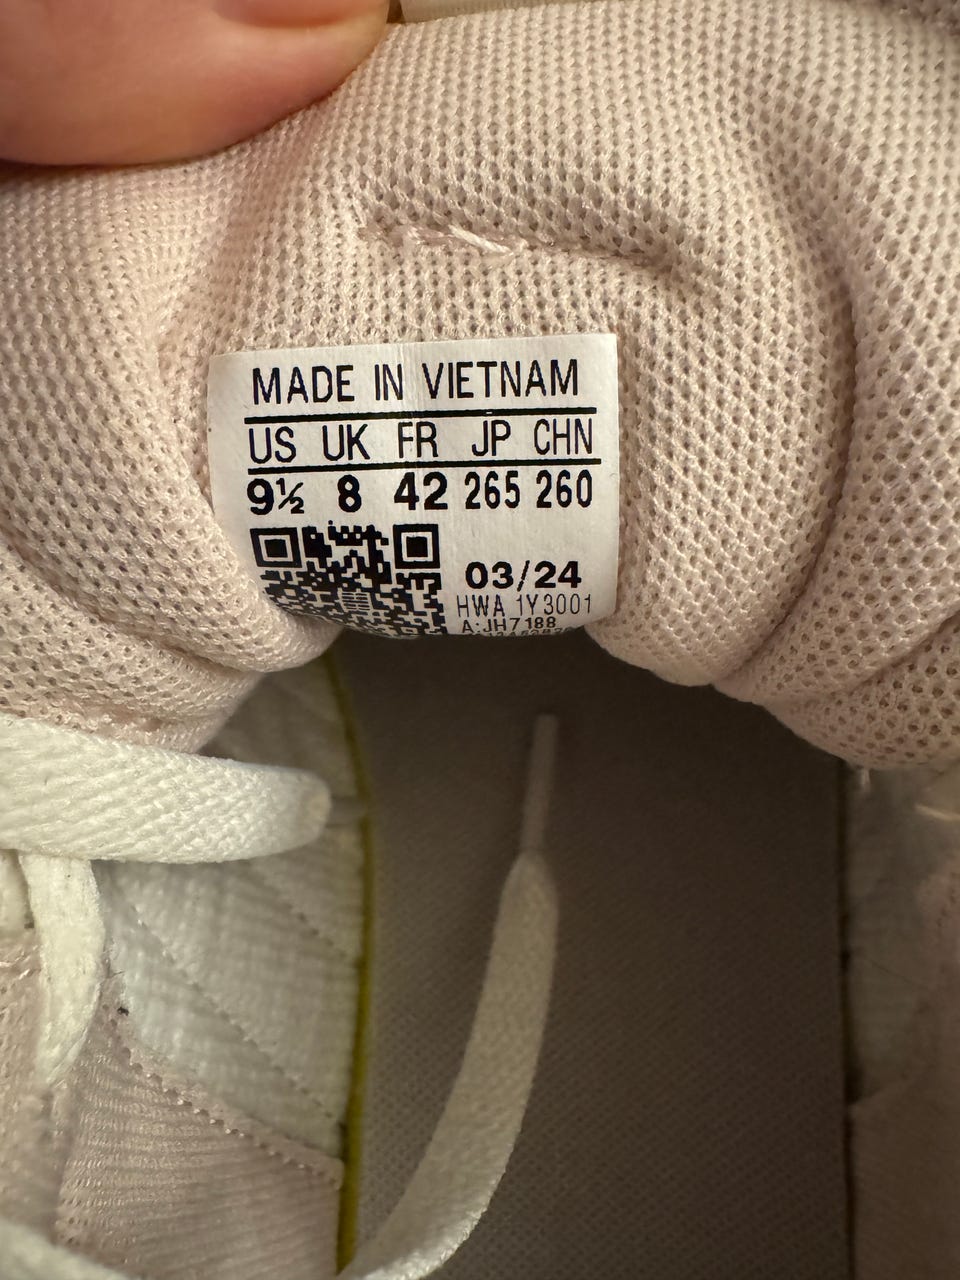 MADE IN VIETNAM
US UK FR JP CHN
9½ 8 42 265 260
03/24
HWA 1Y3001
A:JH7188